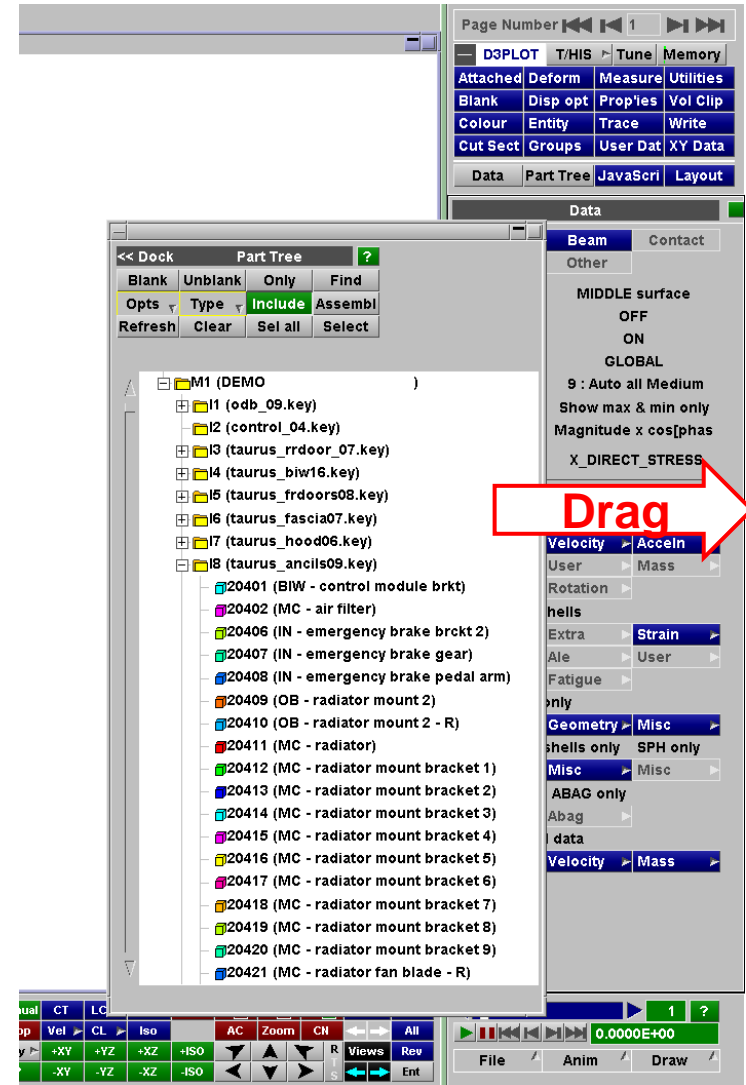 Page Number 1
D3PLOT T/HIS Tune Memory
Attached Deform Measure Utilities
Blank Disp opt Prop'ies Vol Clip
Colour Entity Trace Write
Cut Sect Groups User Dat XY Data
Data Part Tree JavaScri Layout
Data
Beam Contact
Other
MIDDLE surface
OFF
ON
GLOBAL
9 : Auto all Medium
Show max & min only
Magnitude x cos[phas
X_DIRECT_STRESS
Drag
Velocity Acceln
User Mass
Rotation
hells
Extra Strain
Ale User
Fatigue
only
Geometry Misc
shells only SPH only
Misc Misc
ABAG only
Abag
data
Velocity Mass
<< Dock Part Tree ?
Blank Unblank Only Find
Opts Type Include Assembl
Refresh Clear Sel all Select
M1 (DEMO )
I1 (odb_09.key)
I2 (control_04.key)
I3 (taurus_rrdoor_07.key)
I4 (taurus_biw16.key)
I5 (taurus_frdoors08.key)
I6 (taurus_fascia07.key)
I7 (taurus_hood06.key)
I8 (taurus_ancils09.key)
20401 (BIW - control module brkt)
20402 (MC - air filter)
20406 (IN - emergency brake brckt 2)
20407 (IN - emergency brake gear)
20408 (IN - emergency brake pedal arm)
20409 (OB - radiator mount 2)
20410 (OB - radiator mount 2 - R)
20411 (MC - radiator)
20412 (MC - radiator mount bracket 1)
20413 (MC - radiator mount bracket 2)
20414 (MC - radiator mount bracket 3)
20415 (MC - radiator mount bracket 4)
20416 (MC - radiator mount bracket 5)
20417 (MC - radiator mount bracket 6)
20418 (MC - radiator mount bracket 7)
20419 (MC - radiator mount bracket 8)
20420 (MC - radiator mount bracket 9)
20421 (MC - radiator fan blade - R)
ual CT LC
op Vel CL Iso AC Zoom CN All
y +XY +YZ +XZ +ISO R Views Rev
-XY -YZ -XZ -ISO S Ent
1 ?
0.0000E+00
File Anim Draw